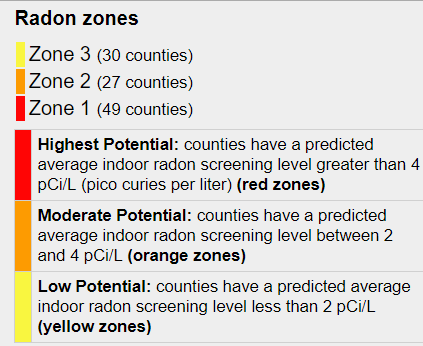 Radon zones
Zone 3 (30 counties)
Zone 2 (27 counties)
Zone 1 (49 counties)
Highest Potential: counties have a predicted
average indoor radon screening level greater than 4
pCi/L (pico curies per liter) (red zones)
Moderate Potential: counties have a predicted
average indoor radon screening level between 2
and 4 pCi/L (orange zones)
Low Potential: counties have a predicted average
indoor radon screening level less than 2 pCi/L
(yellow zones)